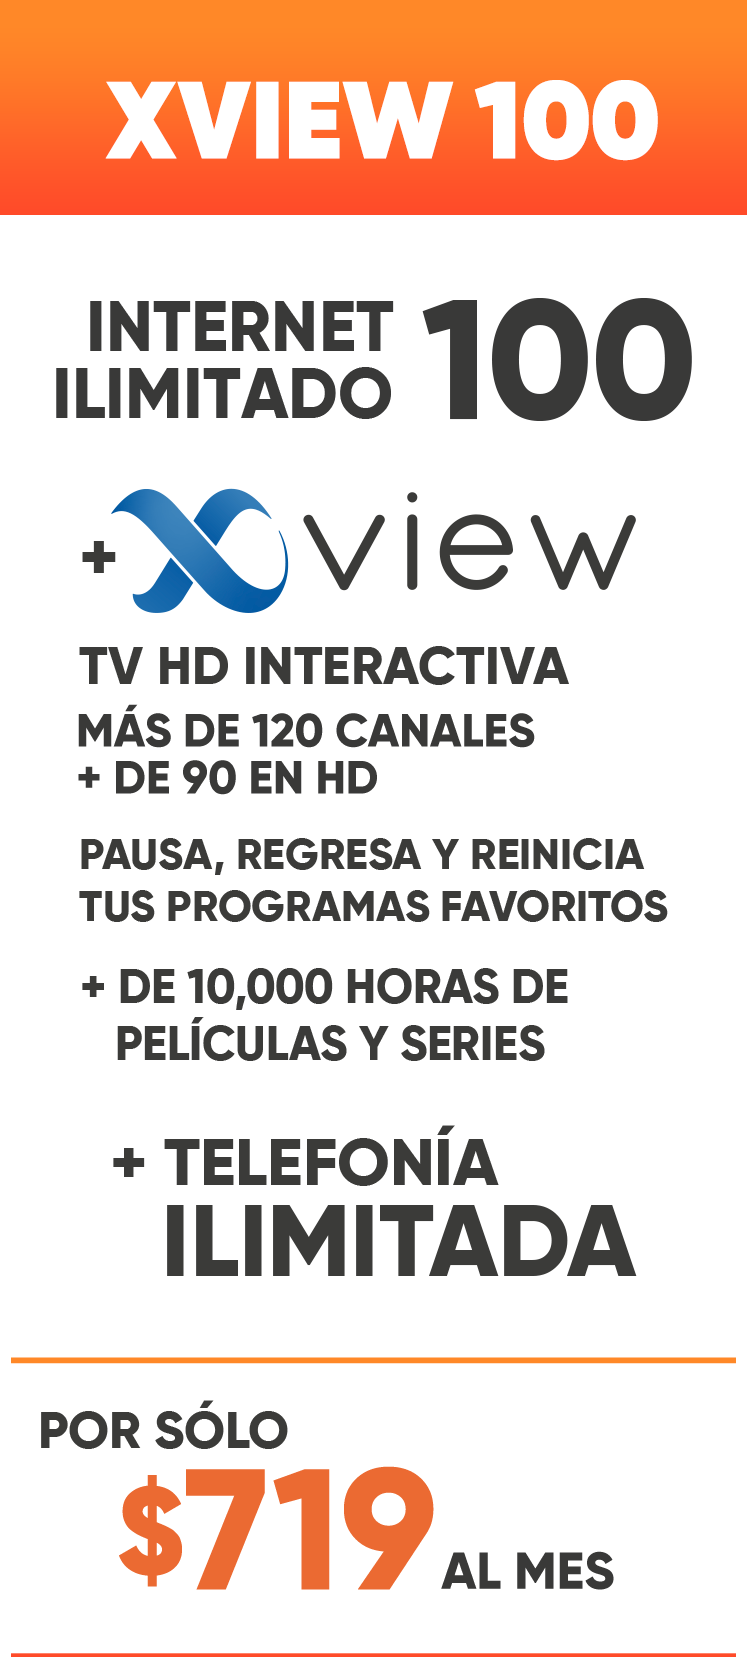 XVIEW 100
INTERNET
ILIMITADO 100
+ Xview
TV HD INTERACTIVA
MÁS DE 120 CANALES
+ DE 90 EN HD
PAUSA, REGRESA Y REINICIA
TUS PROGRAMAS FAVORITOS
+ DE 10,000 HORAS DE
PELÍCULAS Y SERIES
+ TELEFONÍA
ILIMITADA
POR SÓLO
$719 AL MES